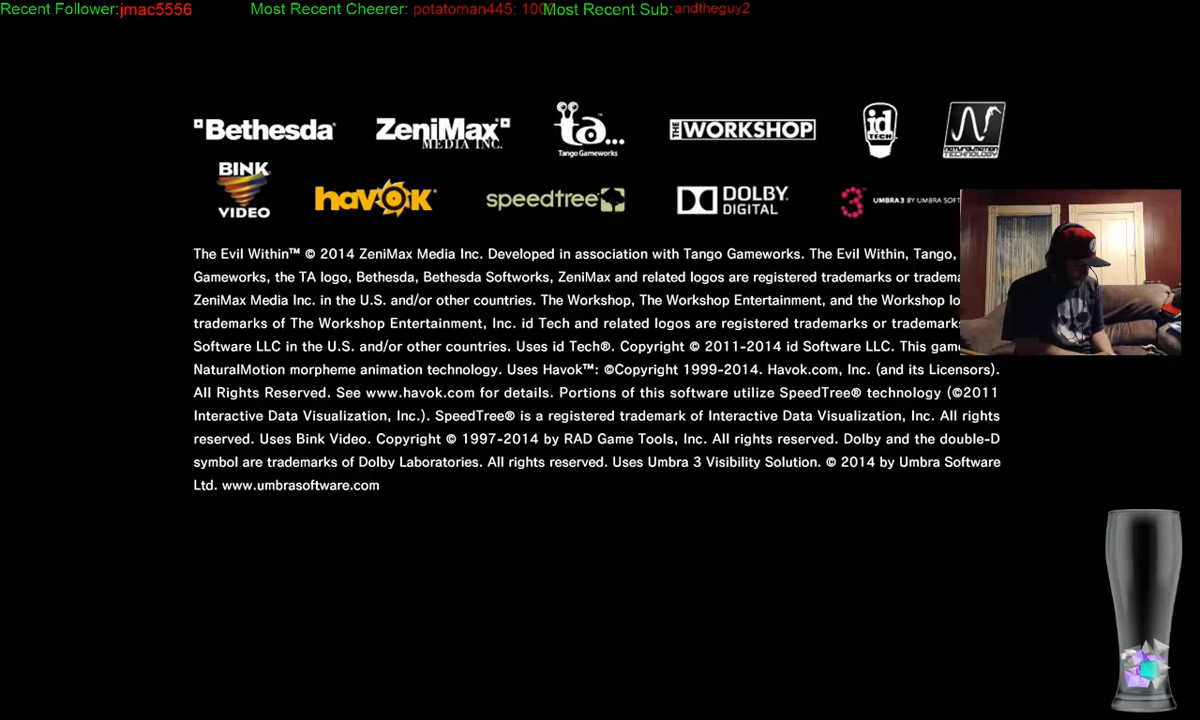 Recent Follower:jmac5556 Most Recent Cheerer: potatoman445: 100 Most Recent Sub:andtheguy2
Bethesda ZeniMax MEDIA INC. ta... Tango Gameworks THE WORKSHOP id TECH NATURALMOTION TECHNOLOGY
BINK VIDEO havok speedtree DOLBY DIGITAL 3 UMBRA 3 BY UMBRA SOFT
The Evil Within™ © 2014 ZeniMax Media Inc. Developed in association with Tango Gameworks. The Evil Within, Tango,
Gameworks, the TA logo, Bethesda, Bethesda Softworks, ZeniMax and related logos are registered trademarks or tradema
ZeniMax Media Inc. in the U.S. and/or other countries. The Workshop, The Workshop Entertainment, and the Workshop lo
trademarks of The Workshop Entertainment, Inc. id Tech and related logos are registered trademarks or trademarks
Software LLC in the U.S. and/or other countries. Uses id Tech®. Copyright © 2011-2014 id Software LLC. This game
NaturalMotion morpheme animation technology. Uses Havok™: ©Copyright 1999-2014. Havok.com, Inc. (and its Licensors).
All Rights Reserved. See www.havok.com for details. Portions of this software utilize SpeedTree® technology (©2011
Interactive Data Visualization, Inc.). SpeedTree® is a registered trademark of Interactive Data Visualization, Inc. All rights
reserved. Uses Bink Video. Copyright © 1997-2014 by RAD Game Tools, Inc. All rights reserved. Dolby and the double-D
symbol are trademarks of Dolby Laboratories. All rights reserved. Uses Umbra 3 Visibility Solution. © 2014 by Umbra Software
Ltd. www.umbrasoftware.com